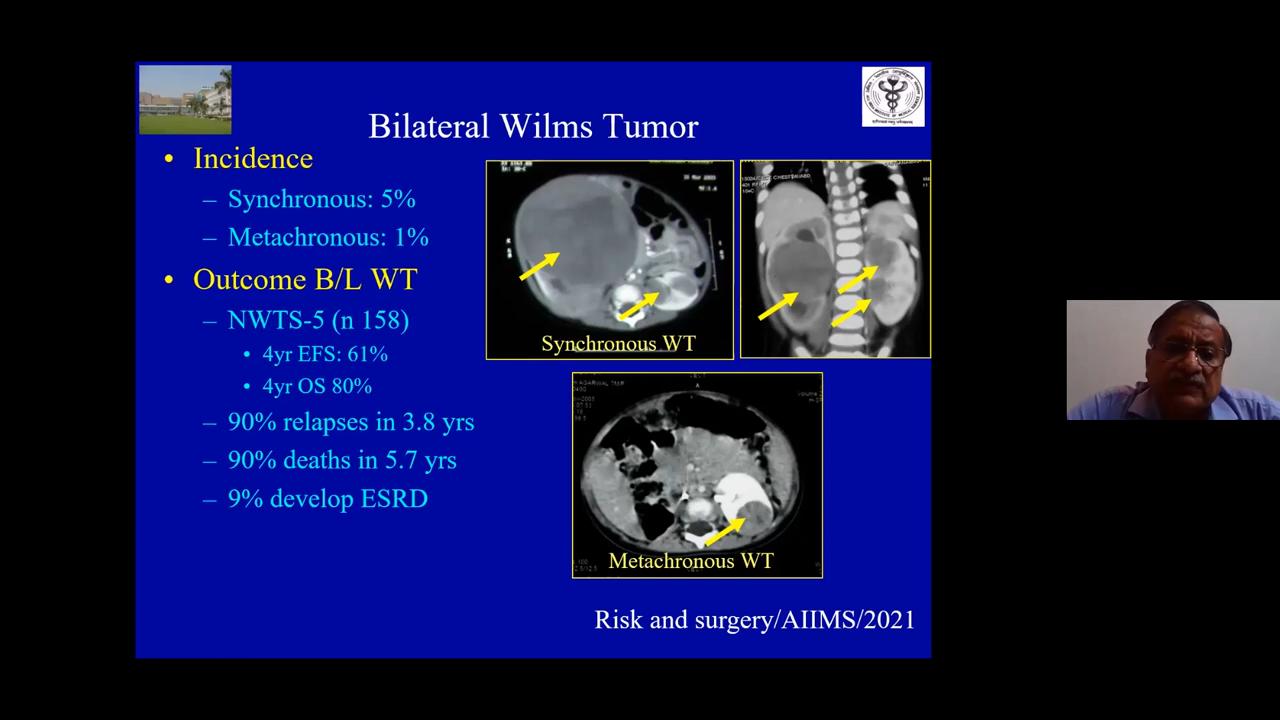 Bilateral Wilms Tumor
• Incidence
– Synchronous: 5%
– Metachronous: 1%
• Outcome B/L WT
– NWTS-5 (n 158)
• 4yr EFS: 61%
• 4yr OS 80%
– 90% relapses in 3.8 yrs
– 90% deaths in 5.7 yrs
– 9% develop ESRD
Synchronous WT
Metachronous WT
Risk and surgery/AIIMS/2021